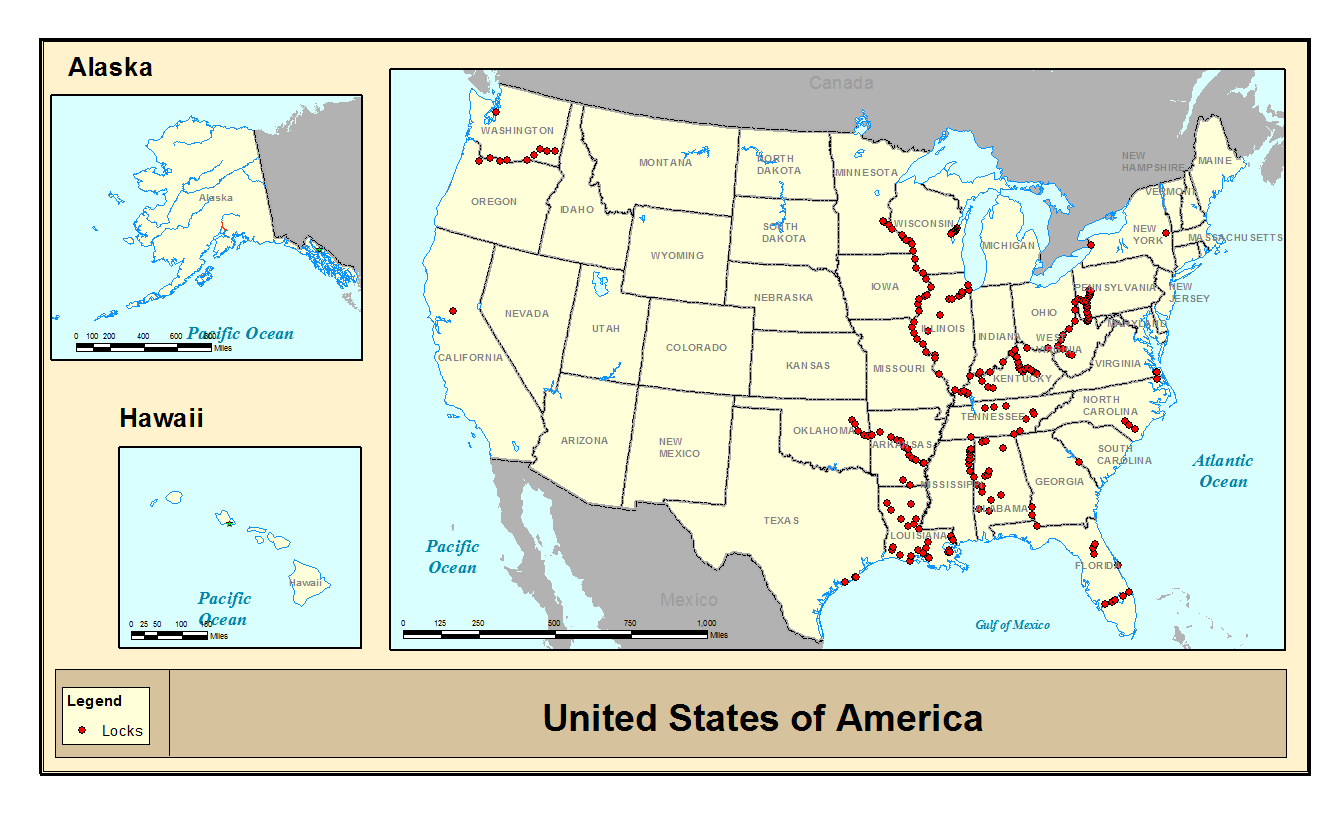 Alaska
Alaska
Pacific Ocean
0 100 200 400 600 800
Miles
Hawaii
Hawaii
Pacific
Ocean
0 25 50 100 150
Miles
Canada
WASHINGTON
MONTANA
NORTH
DAKOTA
MINNESOTA
NEW
HAMPSHIRE
MAINE
VERMONT
OREGON
IDAHO
SOUTH
DAKOTA
WISCONSIN
MICHIGAN
NEW
YORK
MASSACHUSETTS
WYOMING
IOWA
NEBRASKA
PENNSYLVANIA
NEW
JERSEY
NEVADA
UTAH
COLORADO
ILLINOIS
INDIANA
OHIO
MARYLAND
WEST
VIRGINIA
CALIFORNIA
KANSAS
MISSOURI
KENTUCKY
VIRGINIA
ARIZONA
NEW
MEXICO
OKLAHOMA
ARKANSAS
TENNESSEE
NORTH
CAROLINA
SOUTH
CAROLINA
Atlantic
Ocean
TEXAS
MISSISSIPPI
ALABAMA
GEORGIA
LOUISIANA
FLORIDA
Pacific
Ocean
Mexico
Gulf of Mexico
0 125 250 500 750 1,000
Miles
Legend
Locks
United States of America